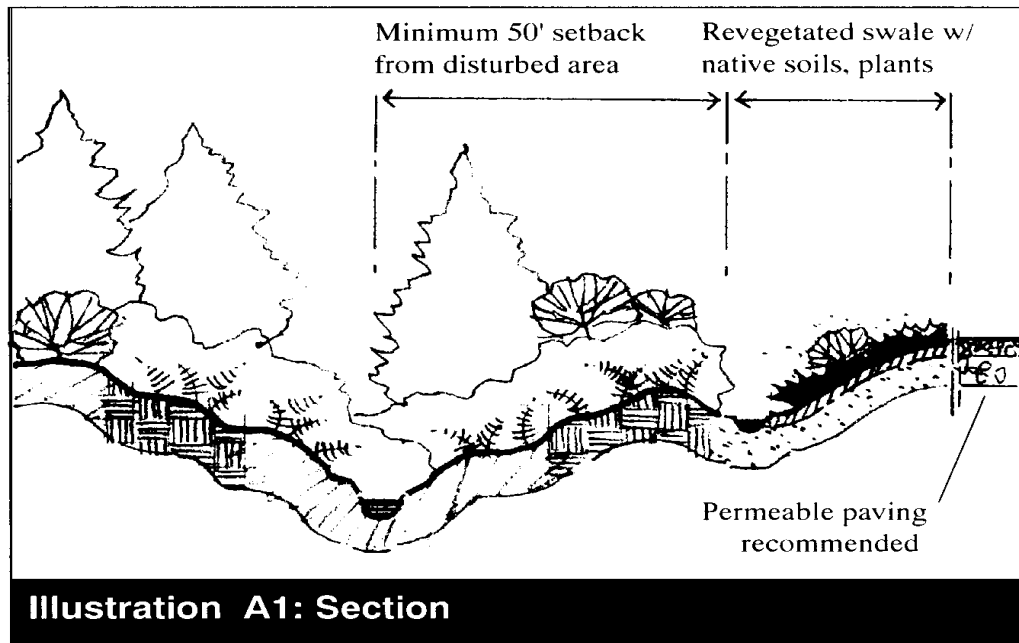 Minimum 50' setback
from disturbed area
Revegetated swale w/
native soils, plants
Permeable paving
recommended
Illustration A1: Section